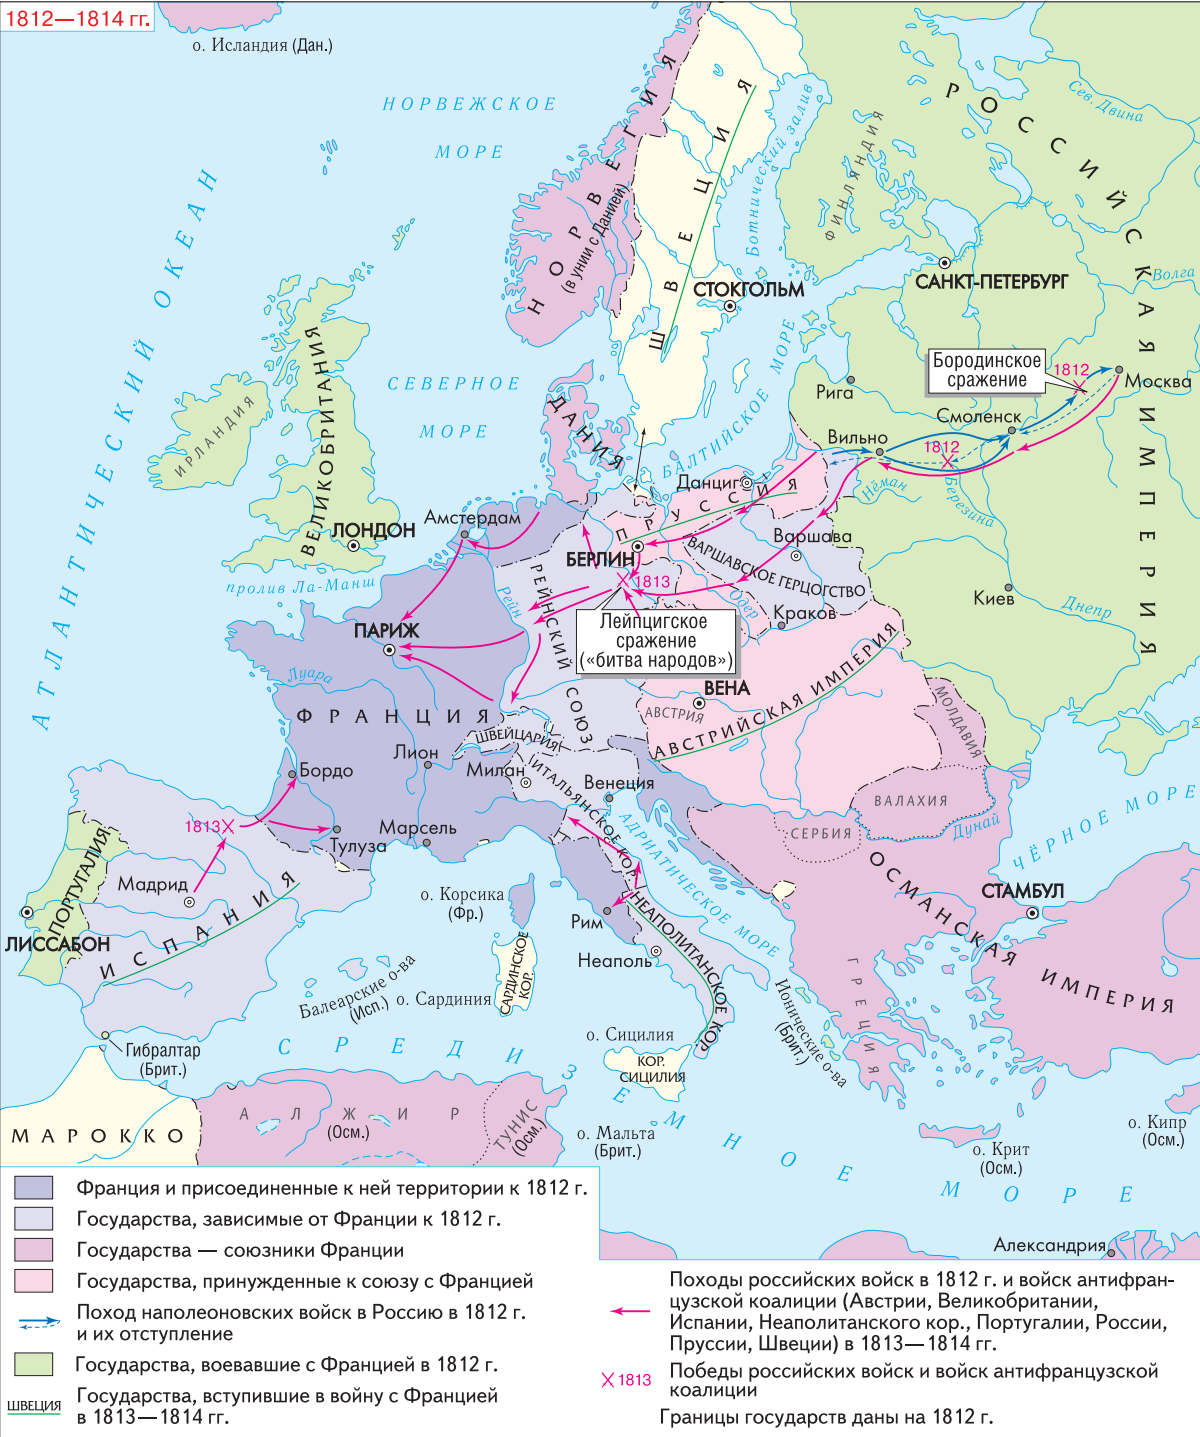 1812—1814 гг.
о. Исландия (Дан.)
НОРВЕЖСКОЕ
МОРЕ
АТЛАНТИЧЕСКИЙ ОКЕАН
НОРВЕГИЯ
(в унии с Данией)
ШВЕЦИЯ
Ботнический залив
ФИНЛЯНДИЯ
РОССИЙСКАЯ ИМПЕРИЯ
Сев. Двина
Волга
САНКТ-ПЕТЕРБУРГ
СТОКГОЛЬМ
СЕВЕРНОЕ
МОРЕ
БАЛТИЙСКОЕ МОРЕ
ДАНИЯ
ИРЛАНДИЯ
ВЕЛИКОБРИТАНИЯ
ЛОНДОН
пролив Ла-Манш
Бородинское
сражение
1812
Москва
Рига
Смоленск
Вильно
1812
Нёман
Березина
Данциг
ПРУССИЯ
Амстердам
БЕРЛИН
Варшава
ВАРШАВСКОЕ ГЕРЦОГСТВО
1813
Рейн
РЕЙНСКИЙ СОЮЗ
Одер
Краков
Киев
Днепр
Лейпцигское
сражение
(«битва народов»)
ПАРИЖ
Луара
ФРАНЦИЯ
ВЕНА
АВСТРИЯ
АВСТРИЙСКАЯ ИМПЕРИЯ
МОЛДАВИЯ
ШВЕЙЦАРИЯ
Лион
Милан
ИТАЛЬЯНСКОЕ КОР.
Венеция
Бордо
ВАЛАХИЯ
Дунай
СЕРБИЯ
ЧЁРНОЕ МОРЕ
1813
Тулуза
Марсель
АДРИАТИЧЕСКОЕ МОРЕ
ПОРТУГАЛИЯ
Мадрид
ИСПАНИЯ
ЛИССАБОН
о. Корсика
(Фр.)
Рим
НЕАПОЛИТАНСКОЕ КОР.
Неаполь
СТАМБУЛ
ОСМАНСКАЯ ИМПЕРИЯ
САРДИНСКОЕ
КОР.
о. Сардиния
Балеарские о-ва
(Исп.)
ГРЕЦИЯ
Ионические о-ва
(Брит.)
Гибралтар
(Брит.)
о. Сицилия
КОР.
СИЦИЛИЯ
СРЕДИЗЕМНОЕ МОРЕ
МАРОККО
АЛЖИР
(Осм.)
ТУНИС
(Осм.)
о. Мальта
(Брит.)
о. Крит
(Осм.)
о. Кипр
(Осм.)
Александрия
Франция и присоединенные к ней территории к 1812 г.
Государства, зависимые от Франции к 1812 г.
Государства — союзники Франции
Государства, принужденные к союзу с Францией
Поход наполеоновских войск в Россию в 1812 г.
и их отступление
Государства, воевавшие с Францией в 1812 г.
ШВЕЦИЯ
Государства, вступившие в войну с Францией
в 1813—1814 гг.
Походы российских войск в 1812 г. и войск антифран-
цузской коалиции (Австрии, Великобритании,
Испании, Неаполитанского кор., Португалии, России,
Пруссии, Швеции) в 1813—1814 гг.
1813
Победы российских войск и войск антифранцузской
коалиции
Границы государств даны на 1812 г.